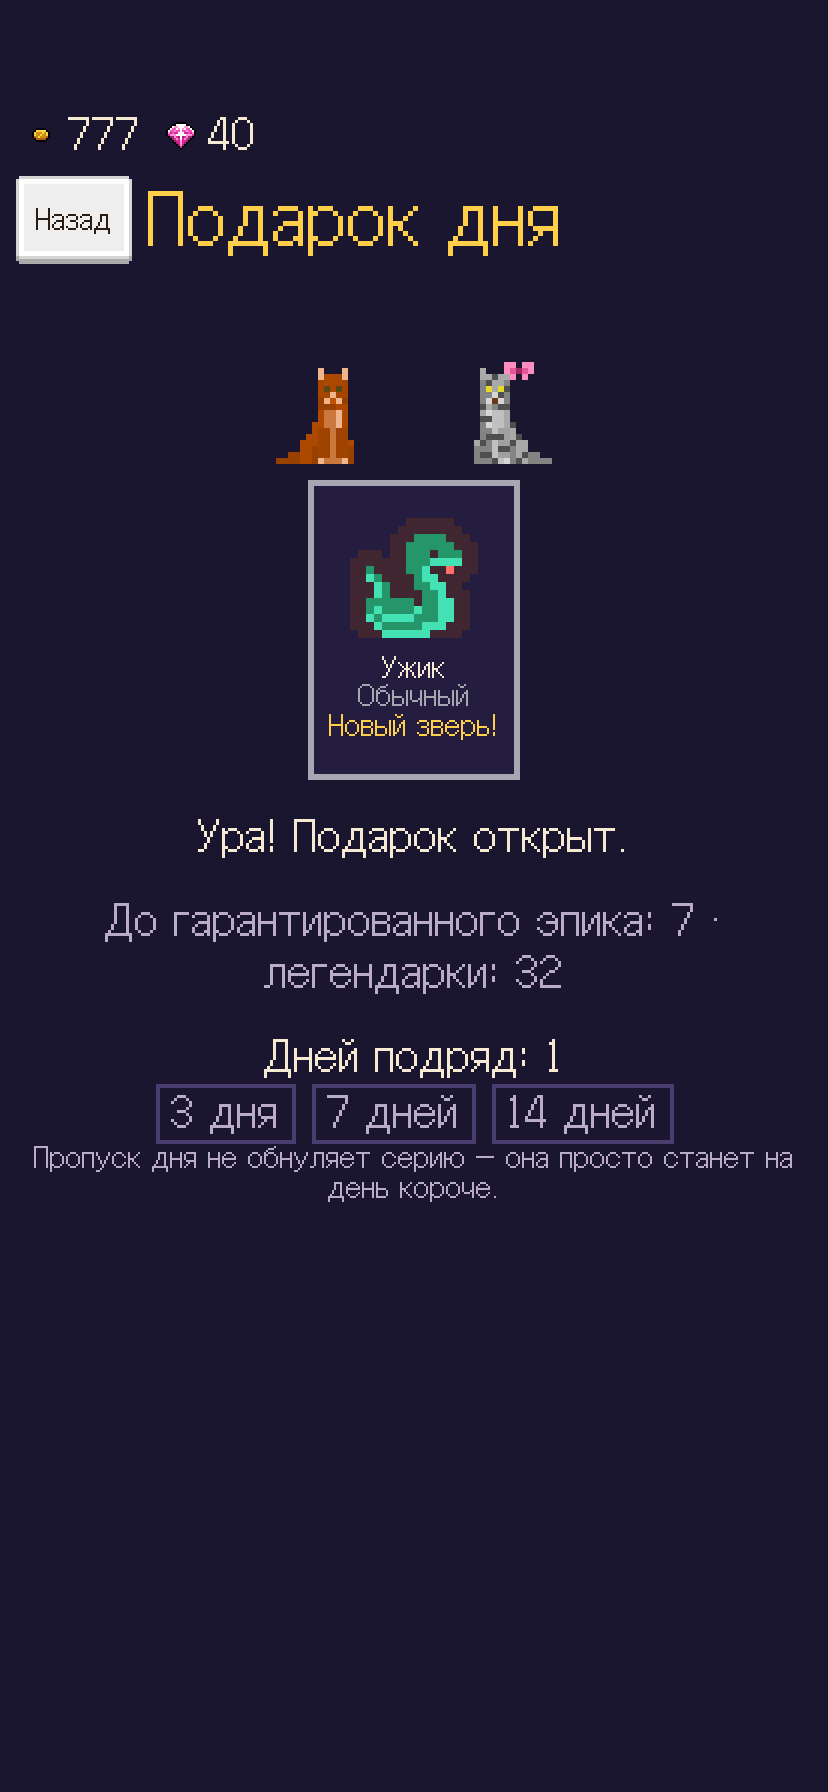 777 40
Назад
Подарок дня
Ужик
Обычный
Новый зверь!
Ура! Подарок открыт.
До гарантированного эпика: 7 ·
легендарки: 32
Дней подряд: 1
3 дня 7 дней 14 дней
Пропуск дня не обнуляет серию — она просто станет на
день короче.